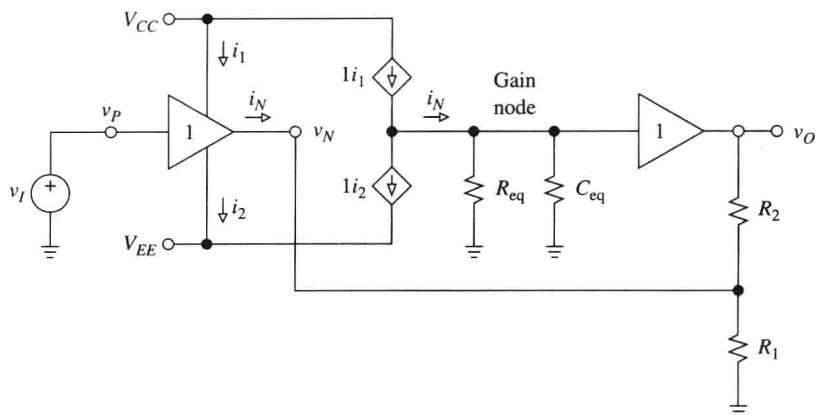 V_CC
i_1
1i_1
Gain
node
i_N
i_N
v_P
1
v_N
1
v_O
v_I
+
1i_2
R_eq
C_eq
R_2
i_2
V_EE
R_1